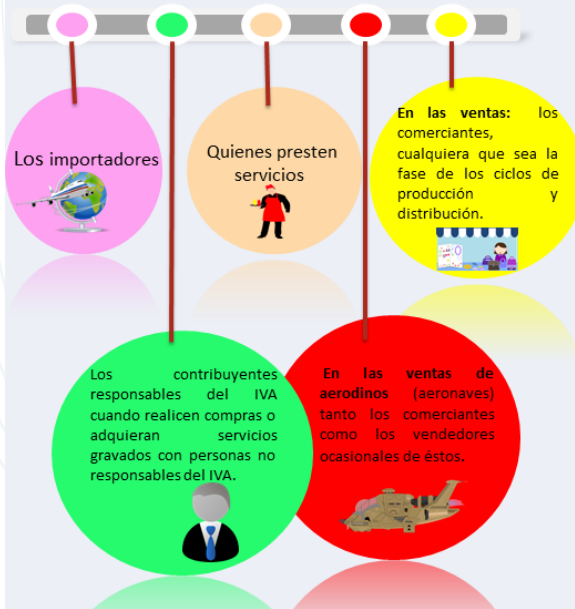 Los importadores
Quienes presten
servicios
En las ventas: los
comerciantes,
cualquiera que sea la
fase de los ciclos de
producción y
distribución.
Los contribuyentes
responsables del IVA
cuando realicen compras o
adquieran servicios
gravados con personas no
responsables del IVA.
En las ventas de
aerodinos (aeronaves)
tanto los comerciantes
como los vendedores
ocasionales de éstos.